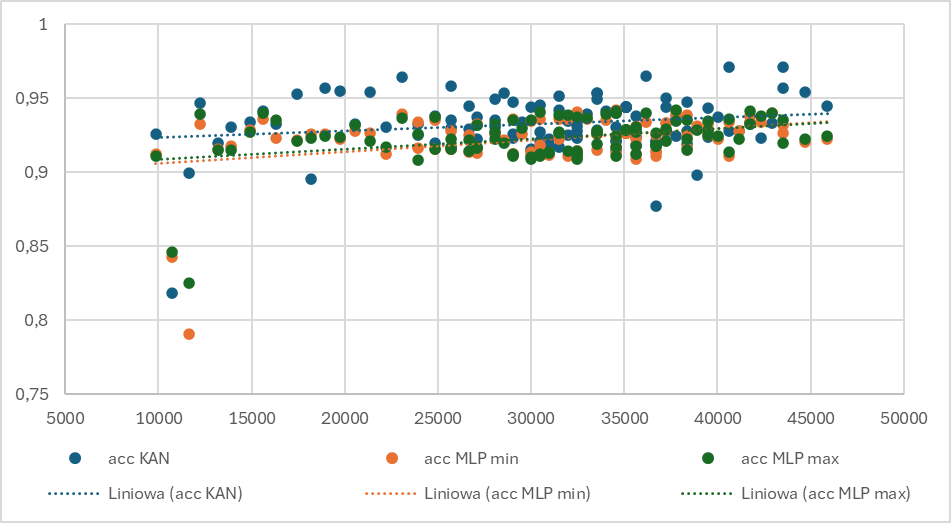 1
0,95
0,9
0,85
0,8
0,75
5000 10000 15000 20000 25000 30000 35000 40000 45000 50000
acc KAN acc MLP min acc MLP max
Liniowa (acc KAN) Liniowa (acc MLP min) Liniowa (acc MLP max)